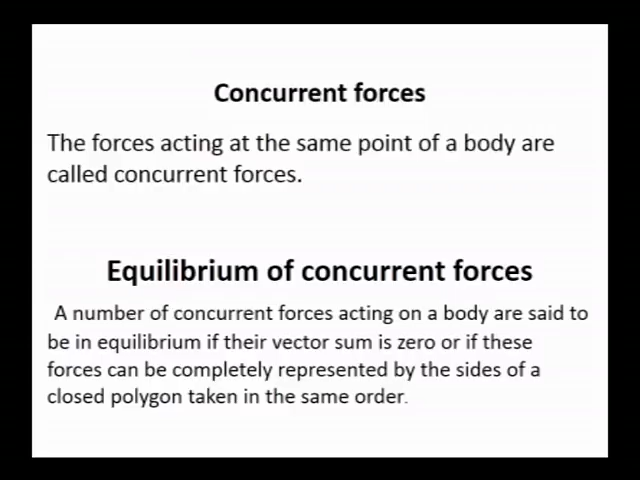 Concurrent forces
The forces acting at the same point of a body are
called concurrent forces.
Equilibrium of concurrent forces
A number of concurrent forces acting on a body are said to
be in equilibrium if their vector sum is zero or if these
forces can be completely represented by the sides of a
closed polygon taken in the same order.